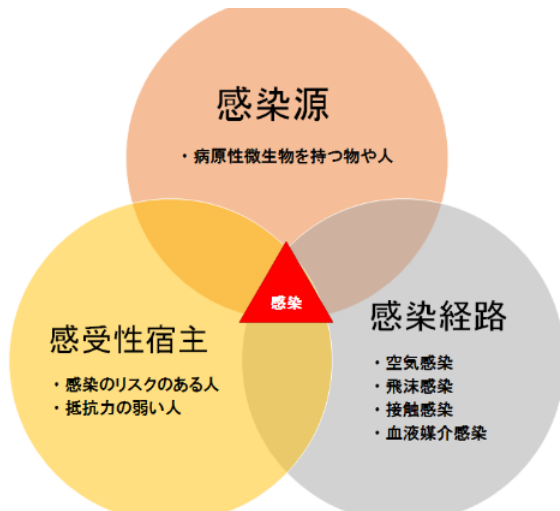 感染源
・病原性微生物を持つ物や人
感染
感受性宿主
・感染のリスクのある人
・抵抗力の弱い人
感染経路
・空気感染
・飛沫感染
・接触感染
・血液媒介感染